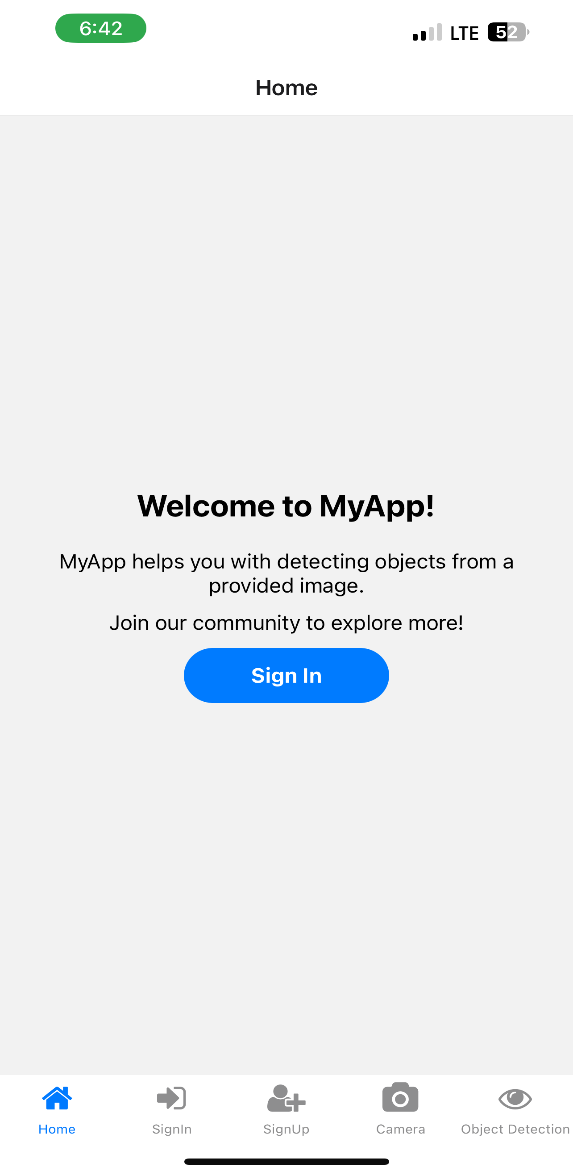 6:42
LTE 52
Home
Welcome to MyApp!
MyApp helps you with detecting objects from a
provided image.
Join our community to explore more!
Sign In
Home SignIn SignUp Camera Object Detection